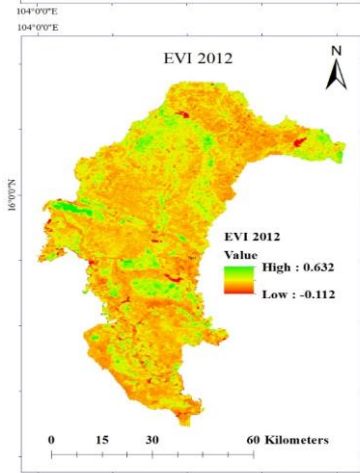 104°0'0"E
104°0'0"E
EVI 2012
N
16°0'0"N
EVI 2012
Value
High : 0.632
Low : -0.112
0 15 30 60 Kilometers